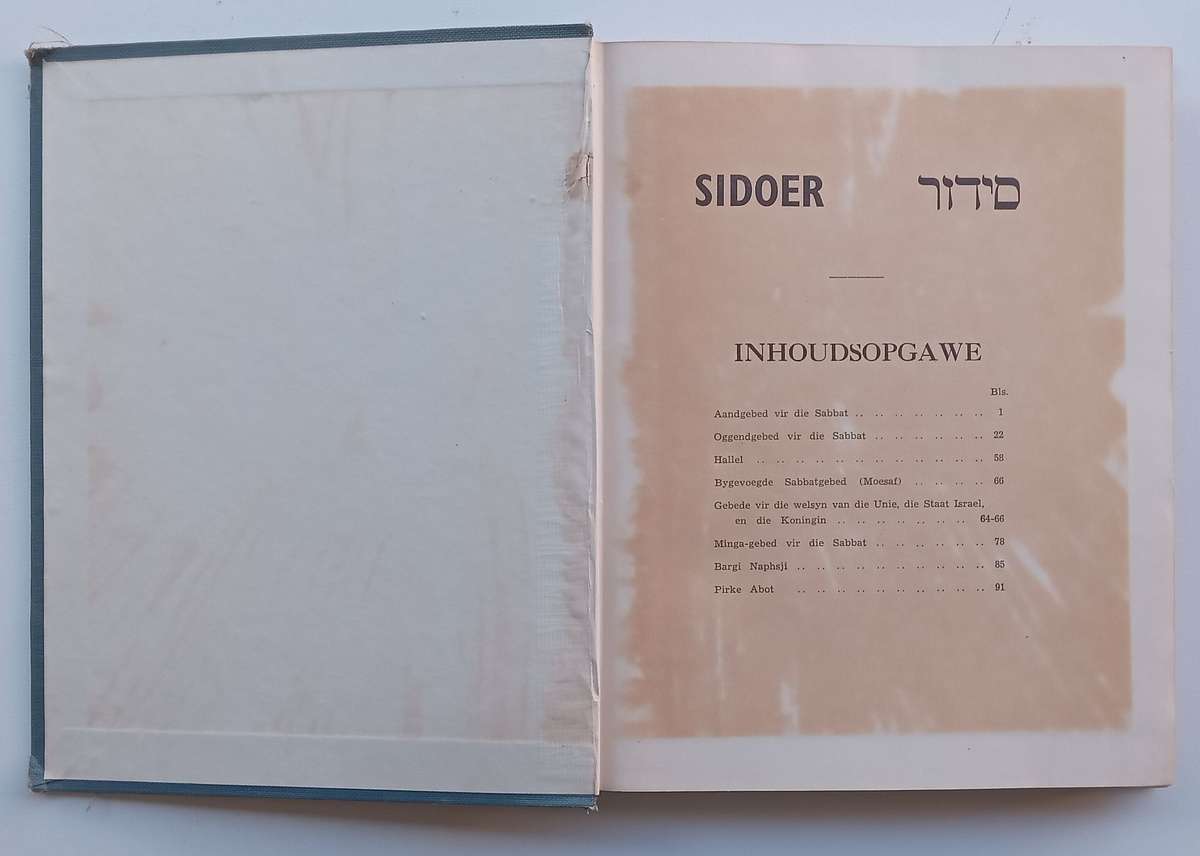 SIDOER סידור
INHOUDSOPGAWE
Bls.
Aandgebed vir die Sabbat .. .. .. .. .. .. .. 1
Oggendgebed vir die Sabbat .. .. .. .. .. .. 22
Hallel .. .. .. .. .. .. .. .. .. .. .. .. 58
Bygevoegde Sabbatgebed (Moesaf) .. .. .. .. 66
Gebede vir die welsyn van die Unie, die Staat Israel,
en die Koningin .. .. .. .. .. .. .. 64-66
Minga-gebed vir die Sabbat .. .. .. .. .. .. 78
Bargi Naphsji .. .. .. .. .. .. .. .. .. .. 85
Pirke Abot .. .. .. .. .. .. .. .. .. .. 91